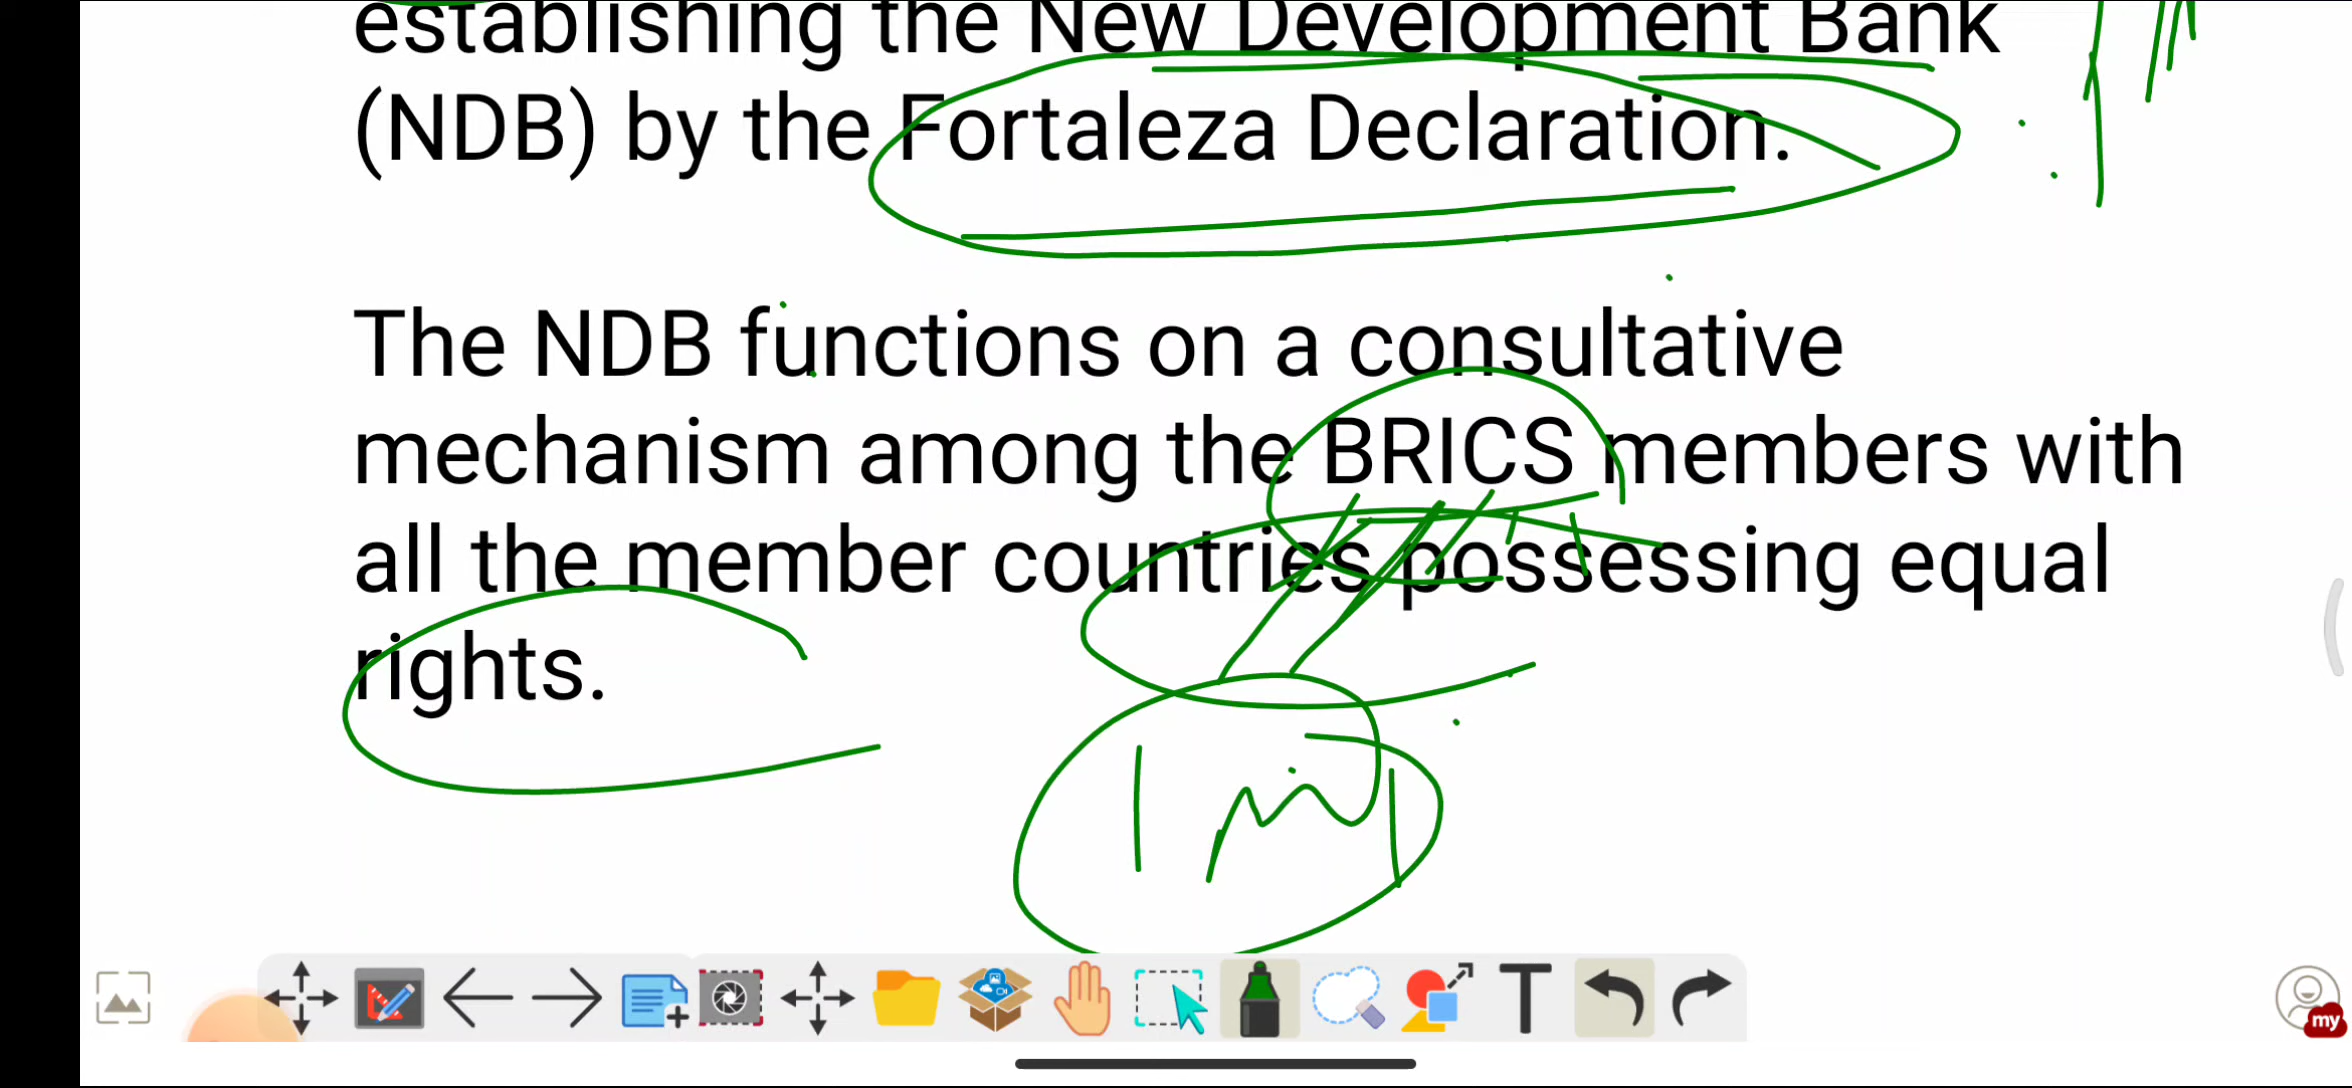 establishing the New Development Bank
(NDB) by the Fortaleza Declaration.
The NDB functions on a consultative
mechanism among the BRICS members with
all the member countries possessing equal
rights.
T
my